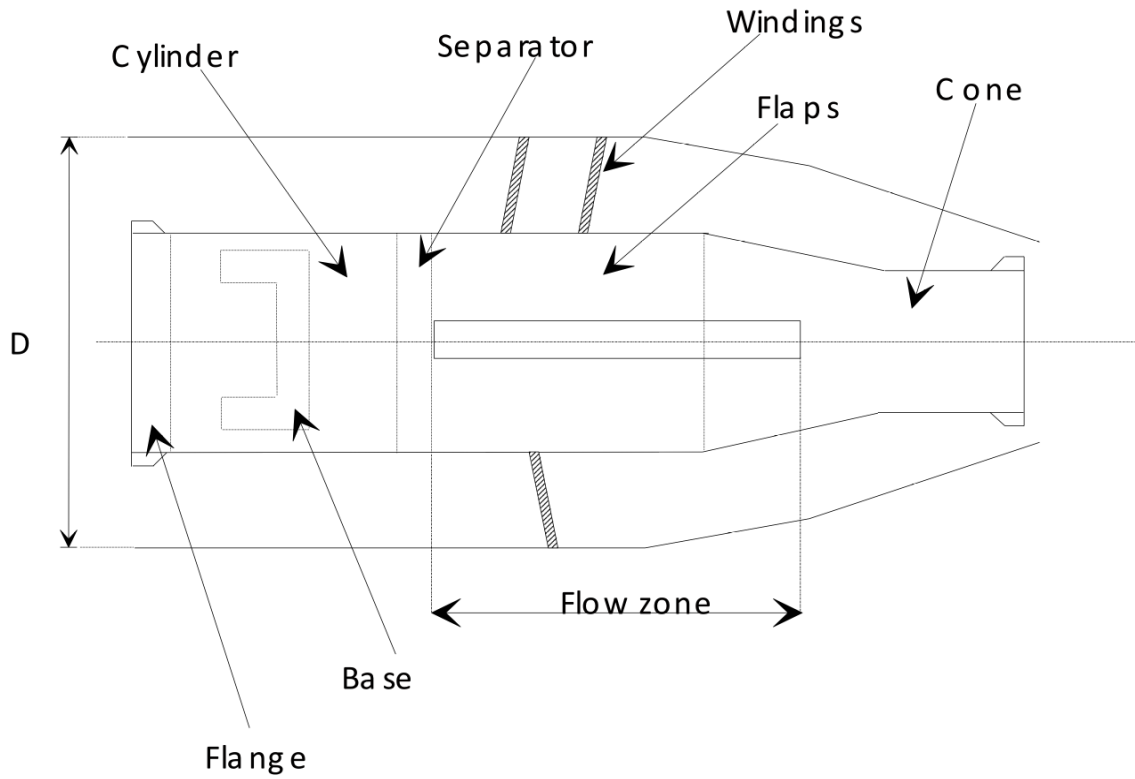 Windings
Separator
Cylinder
Cone
Flaps
D
Flow zone
Base
Flange